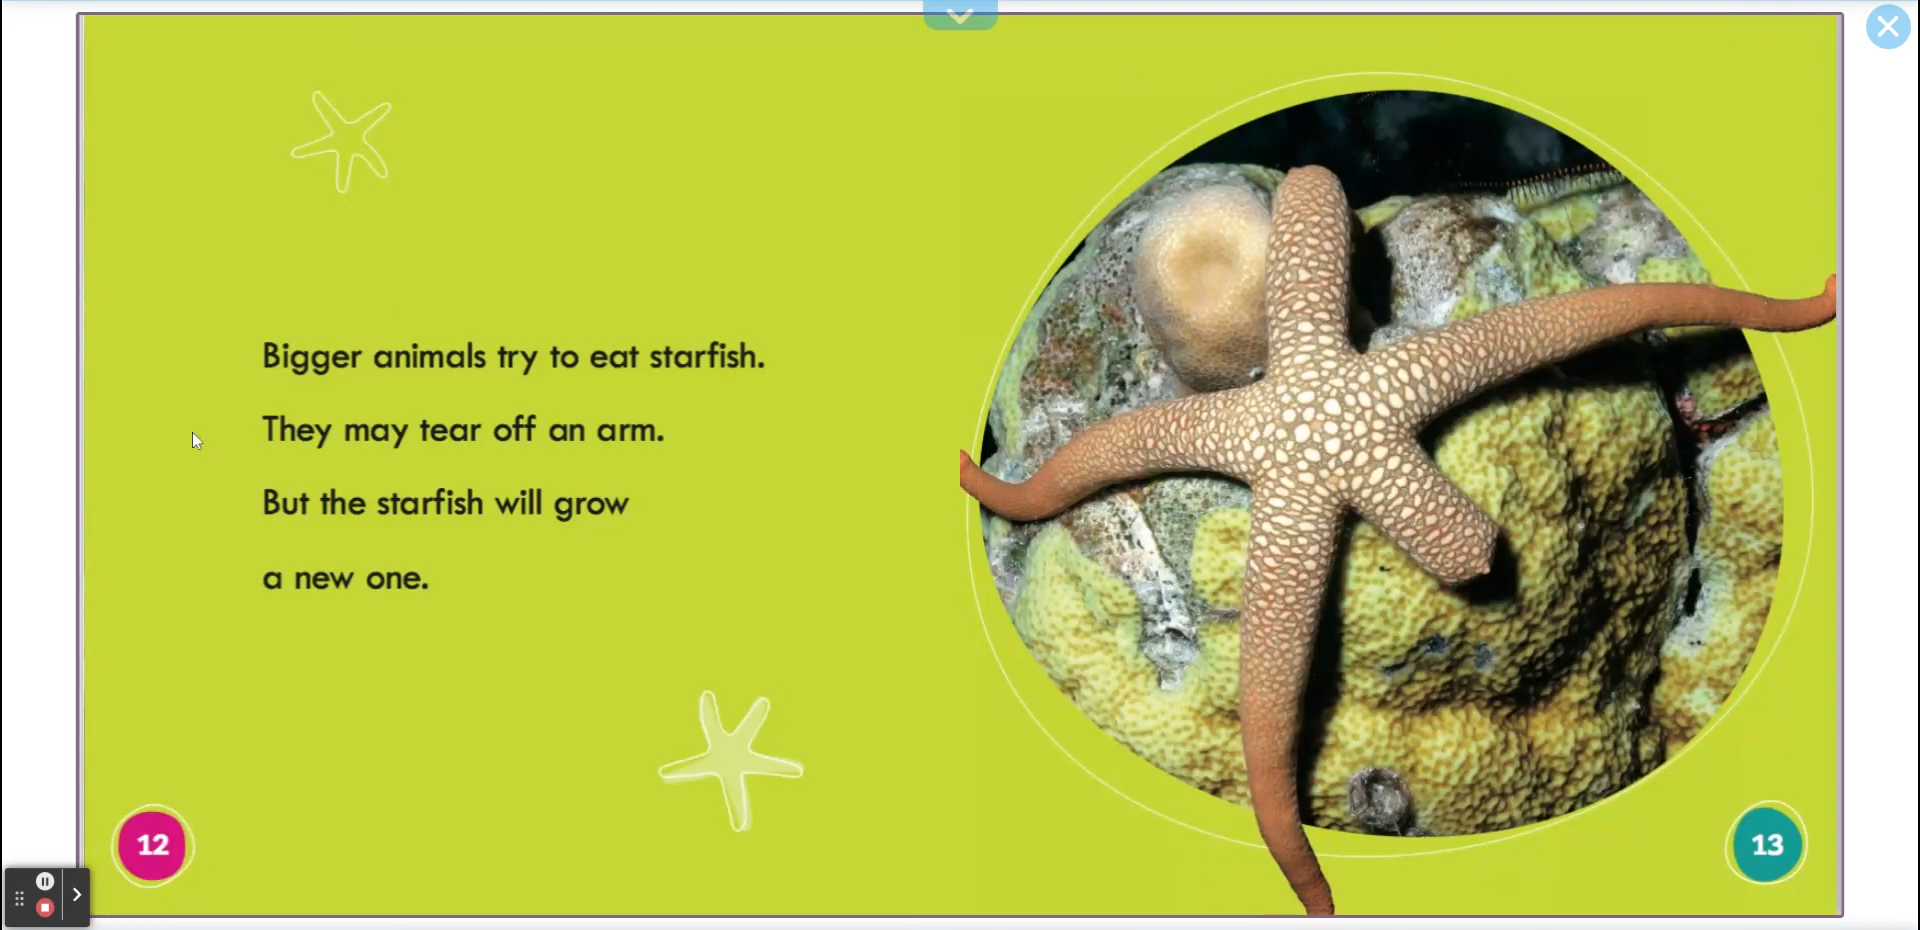 Bigger animals try to eat starfish.
They may tear off an arm.
But the starfish will grow
a new one.
12
13